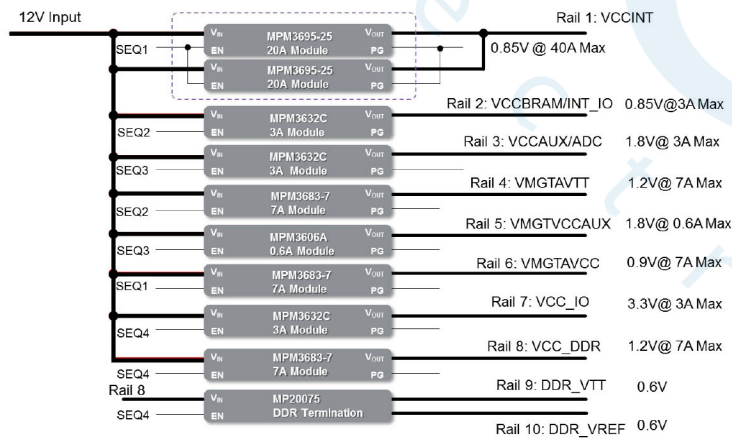 12V Input
VIN MPM3695-25 VOUT
Rail 1: VCCINT
SEQ1 EN 20A Module PG
0.85V @ 40A Max
VIN MPM3695-25 VOUT
EN 20A Module PG
Rail 2: VCCBRAM/INT_IO 0.85V@3A Max
VIN MPM3632C VOUT
SEQ2 EN 3A Module PG
Rail 3: VCCAUX/ADC 1.8V@ 3A Max
VIN MPM3632C VOUT
SEQ3 EN 3A Module PG
Rail 4: VMGTAVTT 1.2V@ 7A Max
VIN MPM3683-7 VOUT
SEQ2 EN 7A Module PG
Rail 5: VMGTVCCAUX 1.8V@ 0.6A Max
VIN MPM3606A VOUT
SEQ3 EN 0.6A Module PG
Rail 6: VMGTAVCC 0.9V@ 7A Max
VIN MPM3683-7 VOUT
SEQ1 EN 7A Module PG
Rail 7: VCC_IO 3.3V@ 3A Max
VIN MPM3632C VOUT
SEQ4 EN 3A Module PG
Rail 8: VCC_DDR 1.2V@ 7A Max
VIN MPM3683-7 VOUT
SEQ4 EN 7A Module PG
Rail 8
Rail 9: DDR_VTT 0.6V
VIN MP20075
SEQ4 EN DDR Termination
Rail 10: DDR_VREF 0.6V